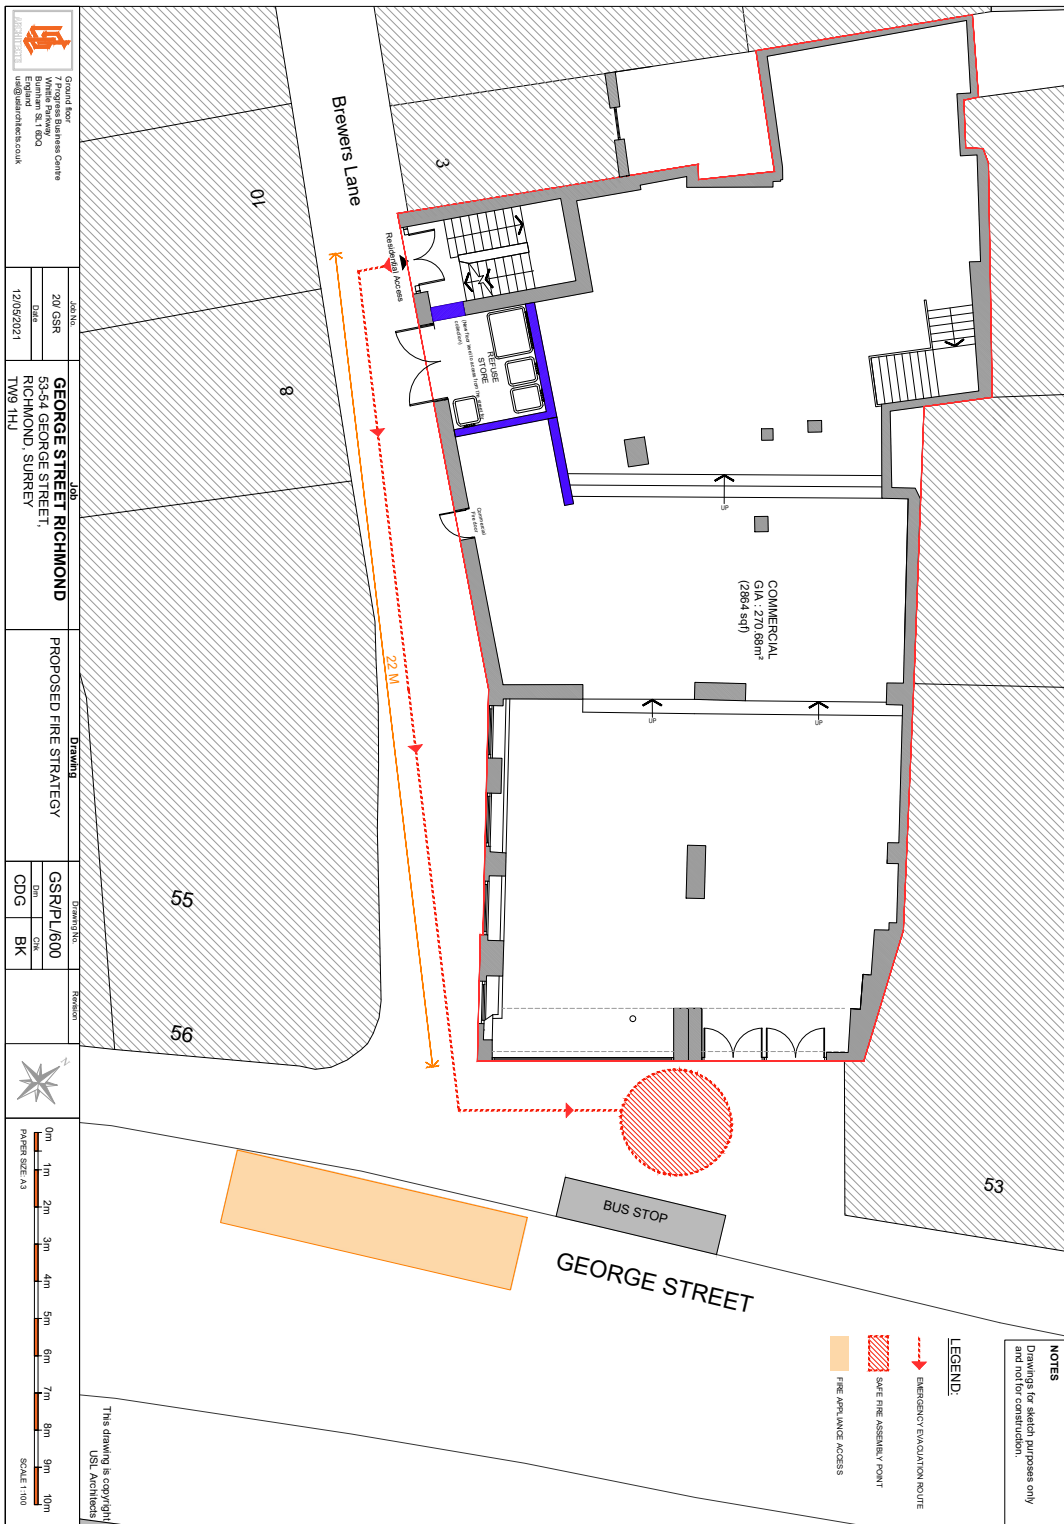 NOTES
Drawings for sketch purposes only
and not for construction.
LEGEND:
EMERGENCY EVACUATION ROUTE
SAFE FIRE ASSEMBLY POINT
FIRE APPLIANCE ACCESS
Brewers Lane
3
10
8
55
56
53
Residential Access
REFUSE
STORE
Commercial
Fire door
22 M
COMMERCIAL
GIA : 270.68m²
(2864 sqf)
UP
UP
UP
BUS STOP
GEORGE STREET
This drawing is copyright
USL Architects
USL
ARCHITECTS
Ground floor
7 Progress Business Centre
Whittle Parkway
Burnham SL1 6DQ
England
usl@uslarchitects.co.uk
Job No.
20/ GSR
Date
12/05/2021
Job
GEORGE STREET RICHMOND
53-54 GEORGE STREET,
RICHMOND, SURREY
TW9 1HJ
Drawing
PROPOSED FIRE STRATEGY
Drawing No.
GSR/PL/600
Drn
CDG
Chk
BK
Revision
N
0m 1m 2m 3m 4m 5m 6m 7m 8m 9m 10m
PAPER SIZE: A3
SCALE 1:100